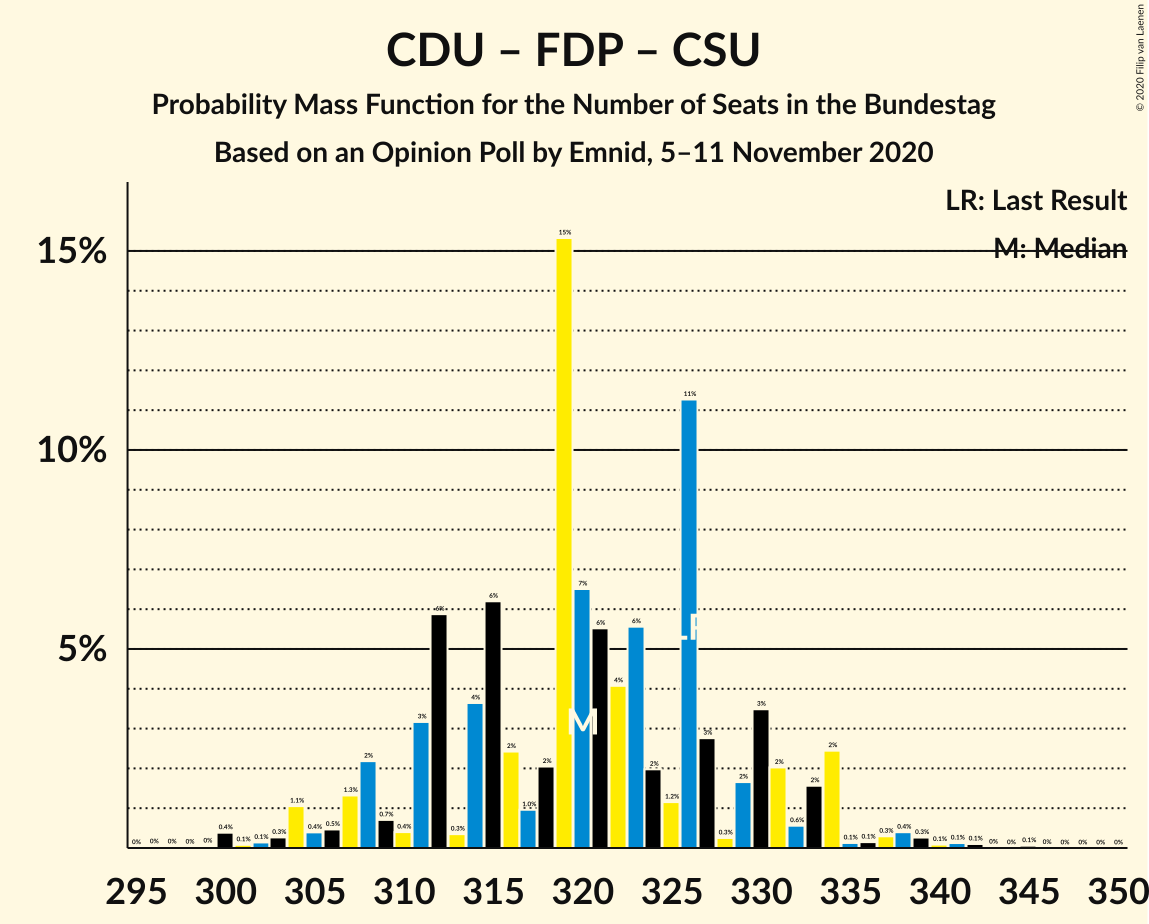 CDU – FDP – CSU
Probability Mass Function for the Number of Seats in the Bundestag
Based on an Opinion Poll by Emnid, 5–11 November 2020
© 2020 Filip van Laenen
LR: Last Result
M: Median
15%
10%
5%
0% 0% 0% 0% 0% 0.4% 0.1% 0.1% 0.3% 1.1% 0.4% 0.5% 1.3% 2% 0.7% 0.4% 3% 6% 0.3% 4% 6% 2% 1.0% 2% 15% 7% 6% 4% 6% 2% 1.2% 11% 3% 0.3% 2% 3% 2% 0.6% 2% 2% 0.1% 0.1% 0.3% 0.4% 0.3% 0.1% 0.1% 0.1% 0% 0% 0.1% 0% 0% 0% 0% 0%
M
LR
295 300 305 310 315 320 325 330 335 340 345 350